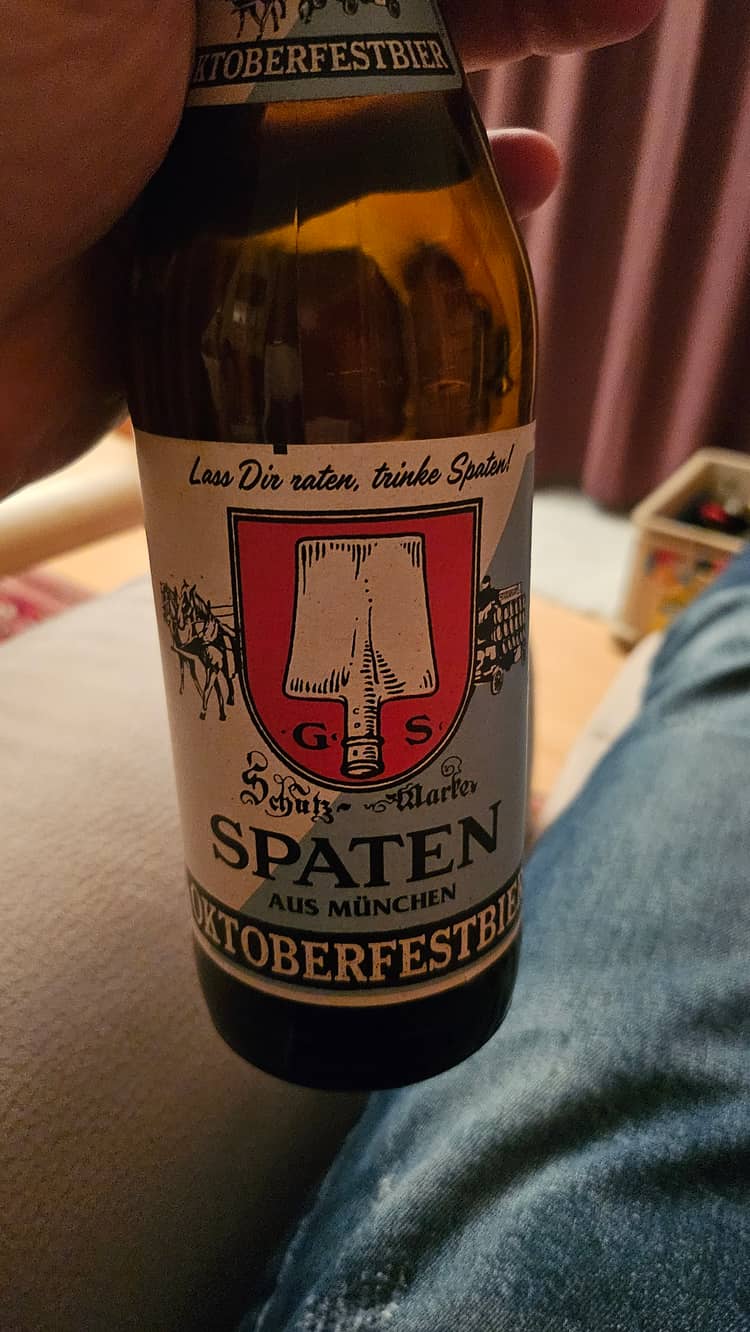 KTOBERFESTBIER
Lass Dir raten, trinke Spaten!
G S
Schutz-Marke
SPATEN
AUS MÜNCHEN
OKTOBERFESTBIE